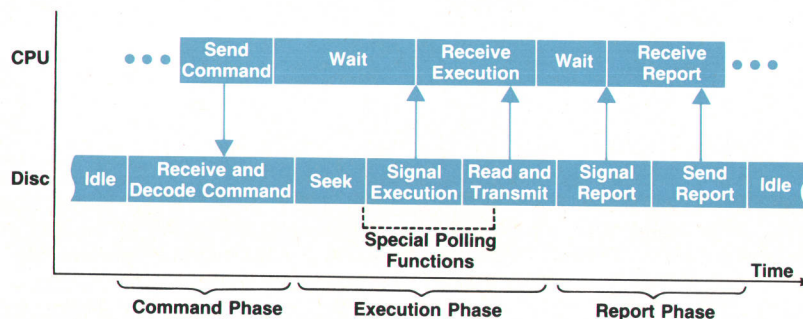 CPU
Send
Command
Wait
Receive
Execution
Wait
Receive
Report
Disc
Idle
Receive and
Decode Command
Seek
Signal
Execution
Read and
Transmit
Signal
Report
Send
Report
Idle
Special Polling
Functions
Time
Command Phase
Execution Phase
Report Phase